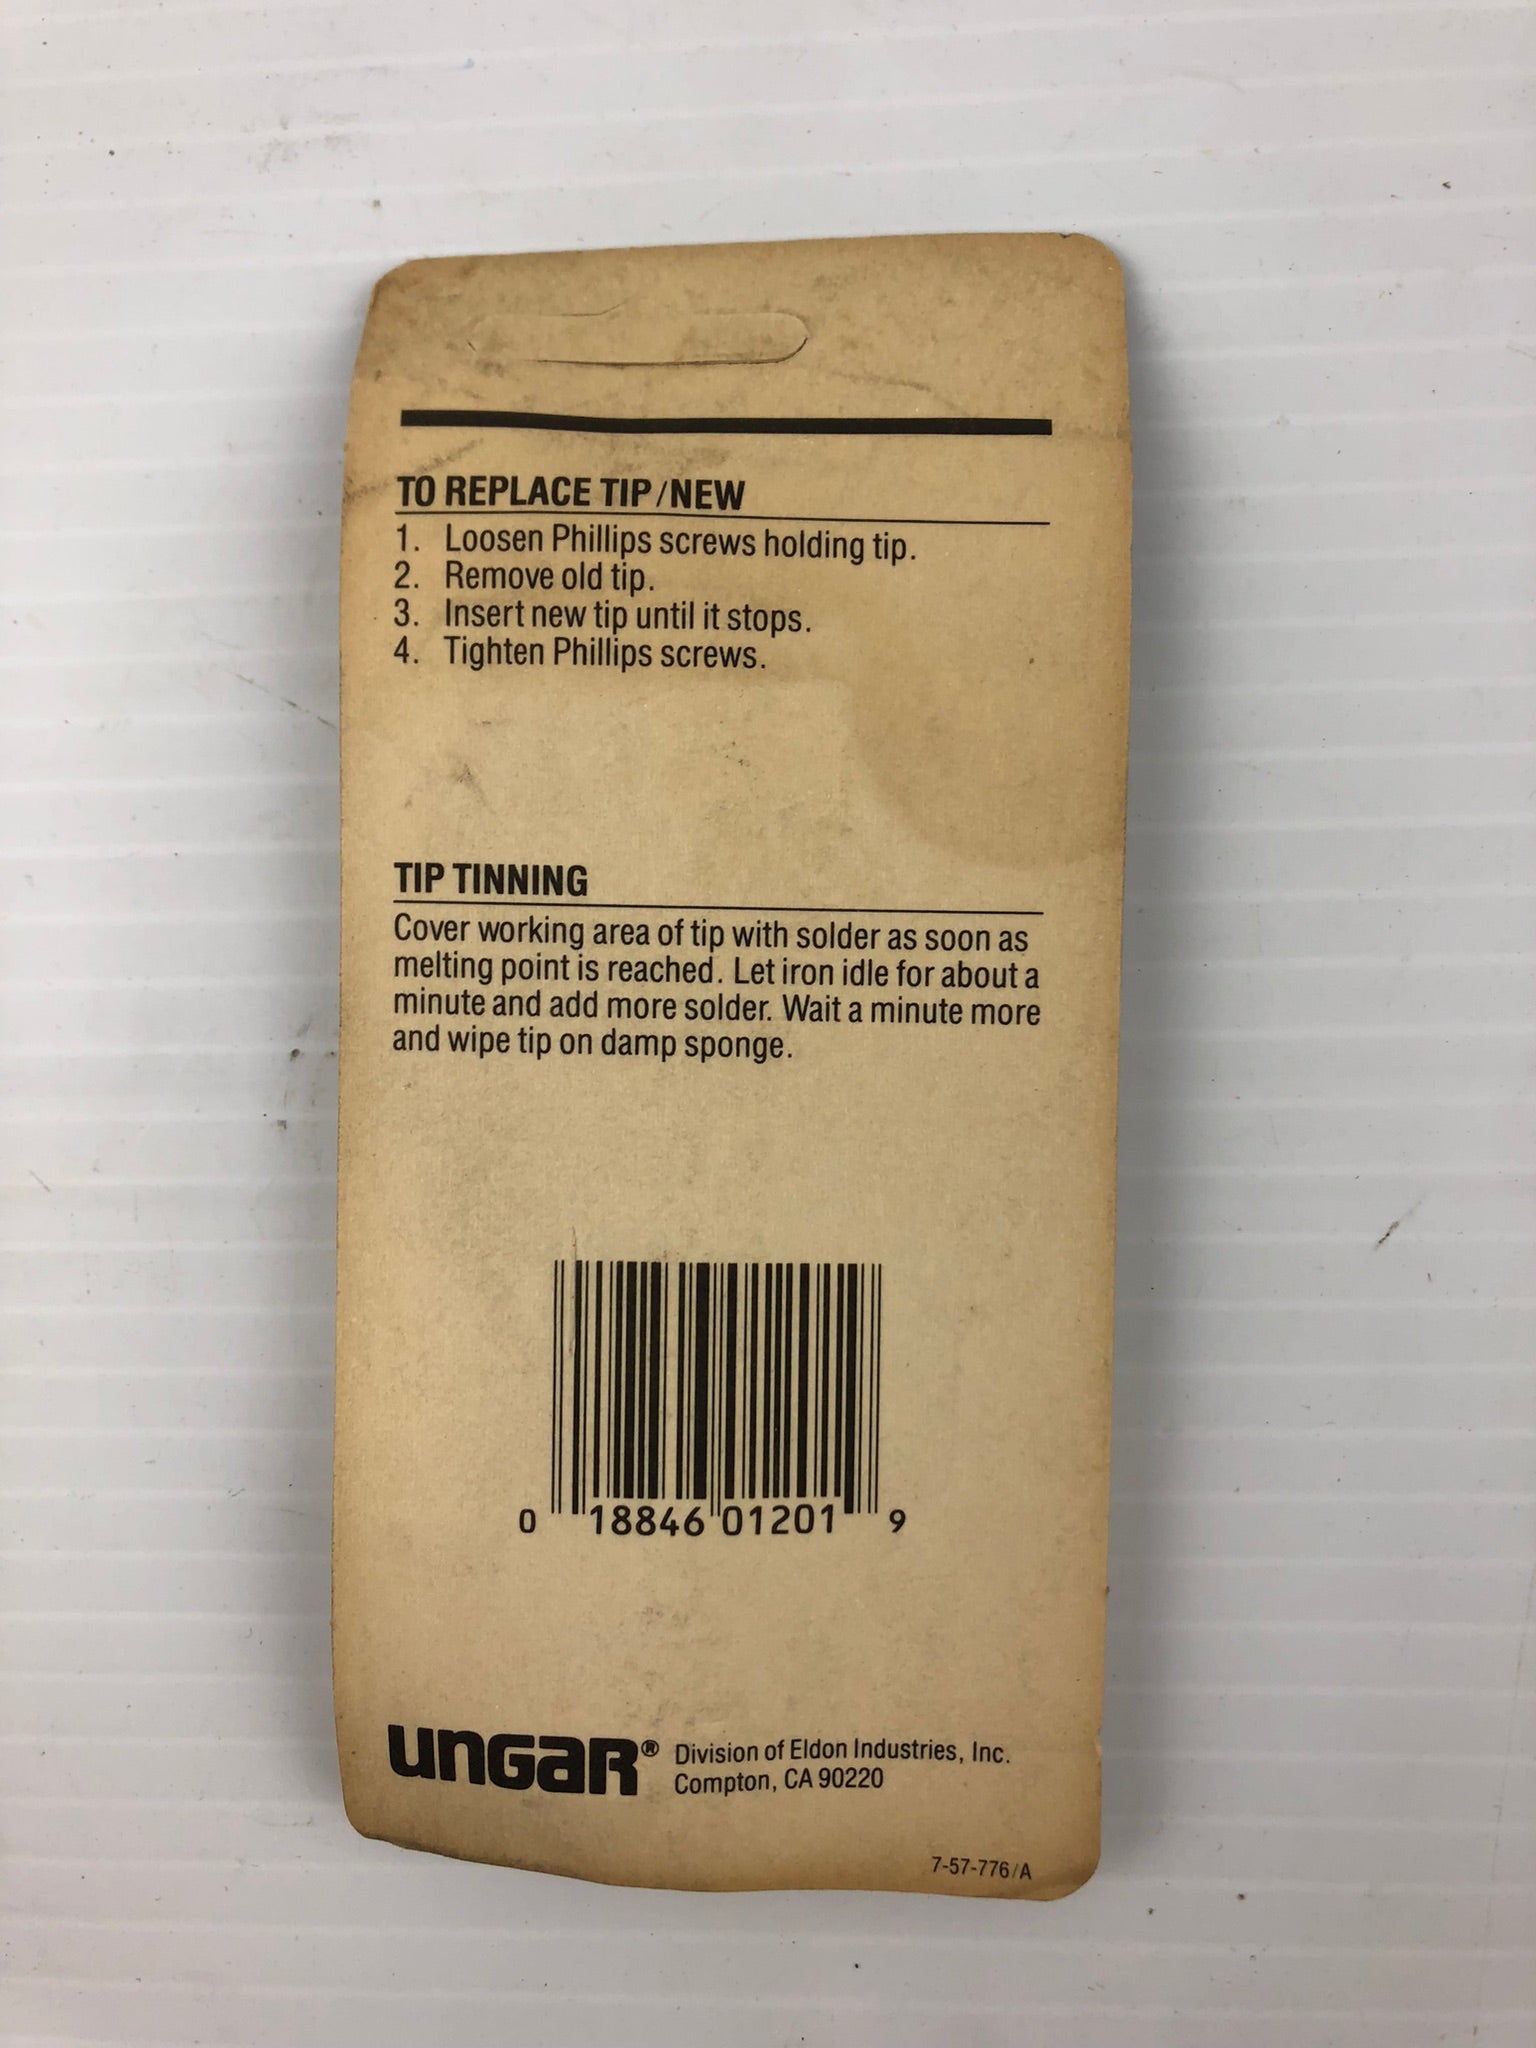 TO REPLACE TIP/NEW
1. Loosen Phillips screws holding tip.
2. Remove old tip.
3. Insert new tip until it stops.
4. Tighten Phillips screws.
TIP TINNING
Cover working area of tip with solder as soon as
melting point is reached. Let iron idle for about a
minute and add more solder. Wait a minute more
and wipe tip on damp sponge.
0 18846 01201 9
UNGAR® Division of Eldon Industries, Inc.
Compton, CA 90220
7-57-776/A